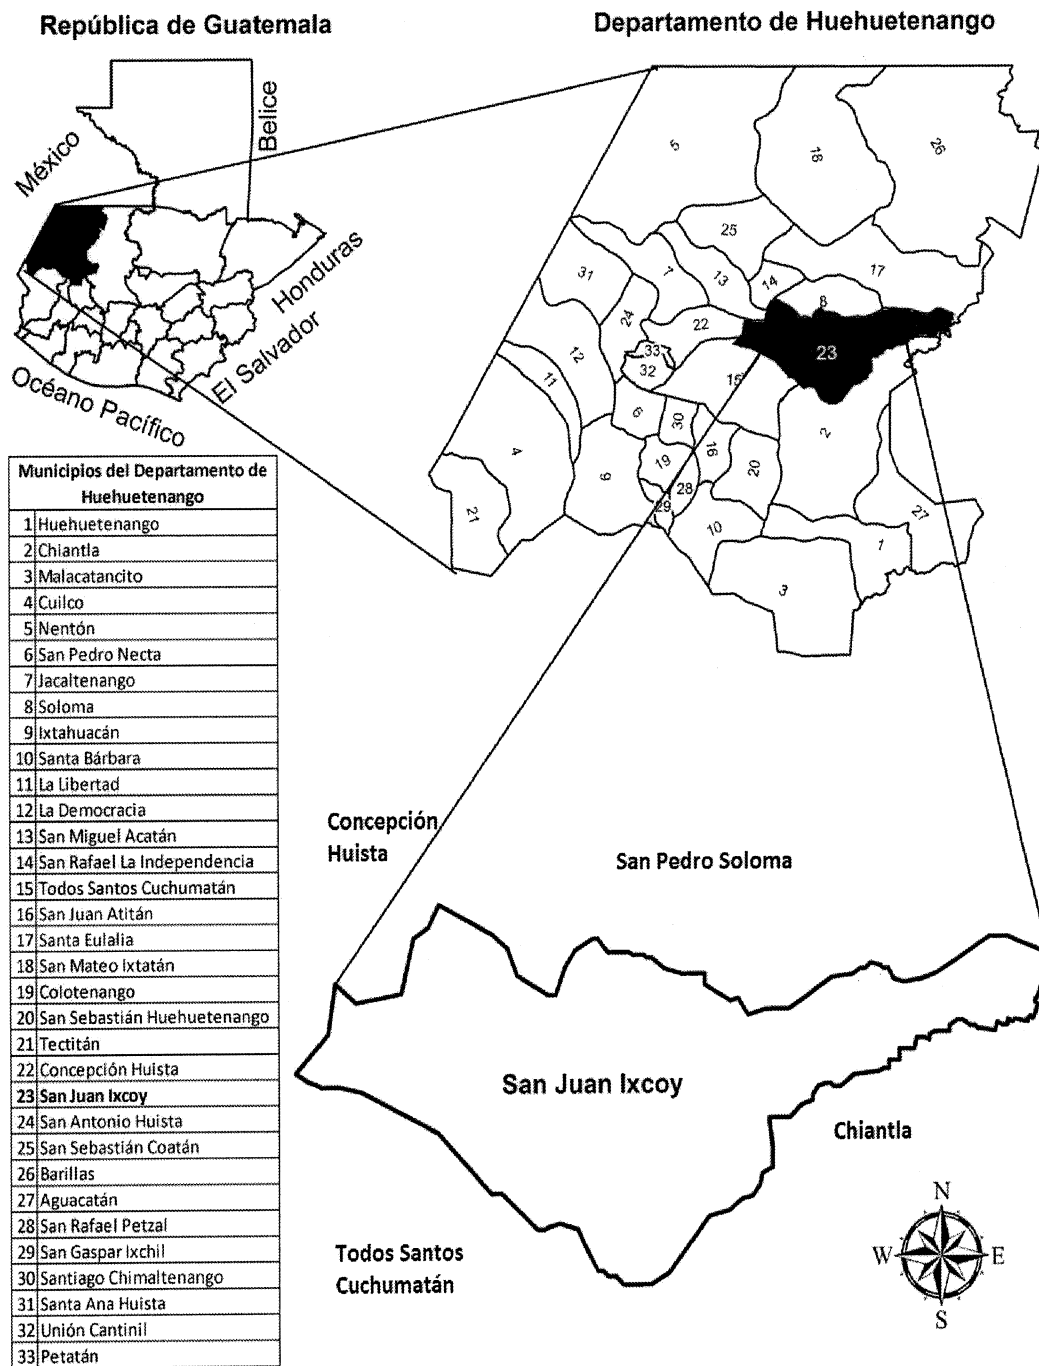 República de Guatemala
Departamento de Huehuetenango
México
Belice
Honduras
El Salvador
Océano Pacífico
5
18
26
25
17
31
7
13
14
8
24
22
23
12
33
32
15
11
6
30
2
4
9
19
16
20
28
21
29
10
27
1
3
Municipios del Departamento de
Huehuetenango
1 Huehuetenango
2 Chiantla
3 Malacatancito
4 Cuilco
5 Nentón
6 San Pedro Necta
7 Jacaltenango
8 Soloma
9 Ixtahuacán
10 Santa Bárbara
11 La Libertad
12 La Democracia
13 San Miguel Acatán
14 San Rafael La Independencia
15 Todos Santos Cuchumatán
16 San Juan Atitán
17 Santa Eulalia
18 San Mateo Ixtatán
19 Colotenango
20 San Sebastián Huehuetenango
21 Tectitán
22 Concepción Huista
23 San Juan Ixcoy
24 San Antonio Huista
25 San Sebastián Coatán
26 Barillas
27 Aguacatán
28 San Rafael Petzal
29 San Gaspar Ixchil
30 Santiago Chimaltenango
31 Santa Ana Huista
32 Unión Cantinil
33 Petatán
Concepción
Huista
San Pedro Soloma
San Juan Ixcoy
Chiantla
Todos Santos
Cuchumatán
N
W
E
S